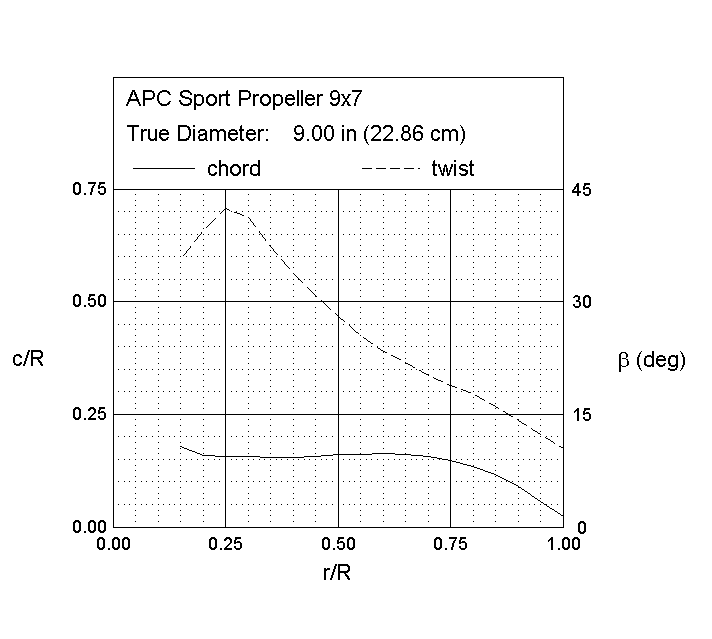 APC Sport Propeller 9x7
True Diameter: 9.00 in (22.86 cm)
chord twist
0.75 45
0.50 30
c/R β (deg)
0.25 15
0.00 0
0.00 0.25 0.50 0.75 1.00
r/R